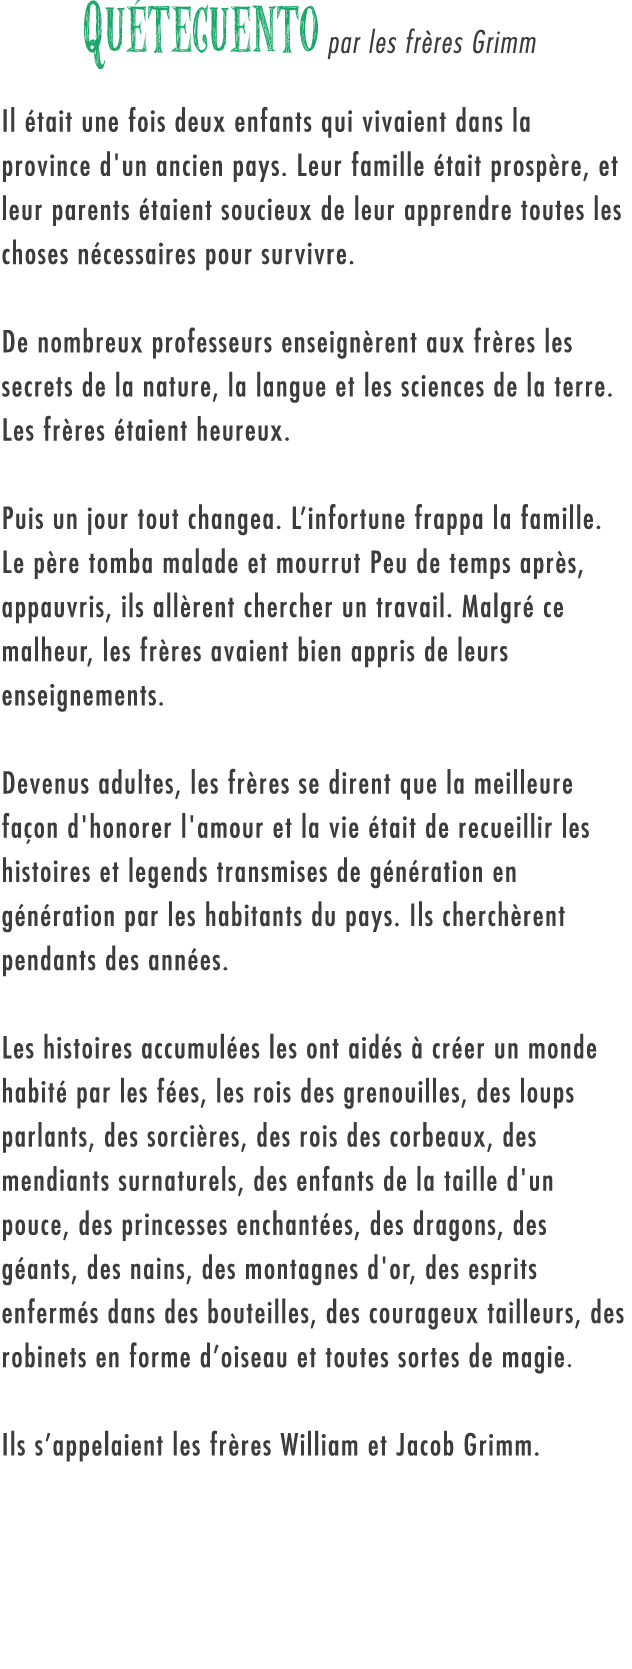 QUÉTECUENTO par les frères Grimm
Il était une fois deux enfants qui vivaient dans la
province d'un ancien pays. Leur famille était prospère, et
leur parents étaient soucieux de leur apprendre toutes les
choses nécessaires pour survivre.
De nombreux professeurs enseignèrent aux frères les
secrets de la nature, la langue et les sciences de la terre.
Les frères étaient heureux.
Puis un jour tout changea. L’infortune frappa la famille.
Le père tomba malade et mourrut Peu de temps après,
appauvris, ils allèrent chercher un travail. Malgré ce
malheur, les frères avaient bien appris de leurs
enseignements.
Devenus adultes, les frères se dirent que la meilleure
façon d'honorer l'amour et la vie était de recueillir les
histoires et legends transmises de génération en
génération par les habitants du pays. Ils cherchèrent
pendants des années.
Les histoires accumulées les ont aidés à créer un monde
habité par les fées, les rois des grenouilles, des loups
parlants, des sorcières, des rois des corbeaux, des
mendiants surnaturels, des enfants de la taille d'un
pouce, des princesses enchantées, des dragons, des
géants, des nains, des montagnes d'or, des esprits
enfermés dans des bouteilles, des courageux tailleurs, des
robinets en forme d’oiseau et toutes sortes de magie.
Ils s’appelaient les frères William et Jacob Grimm.